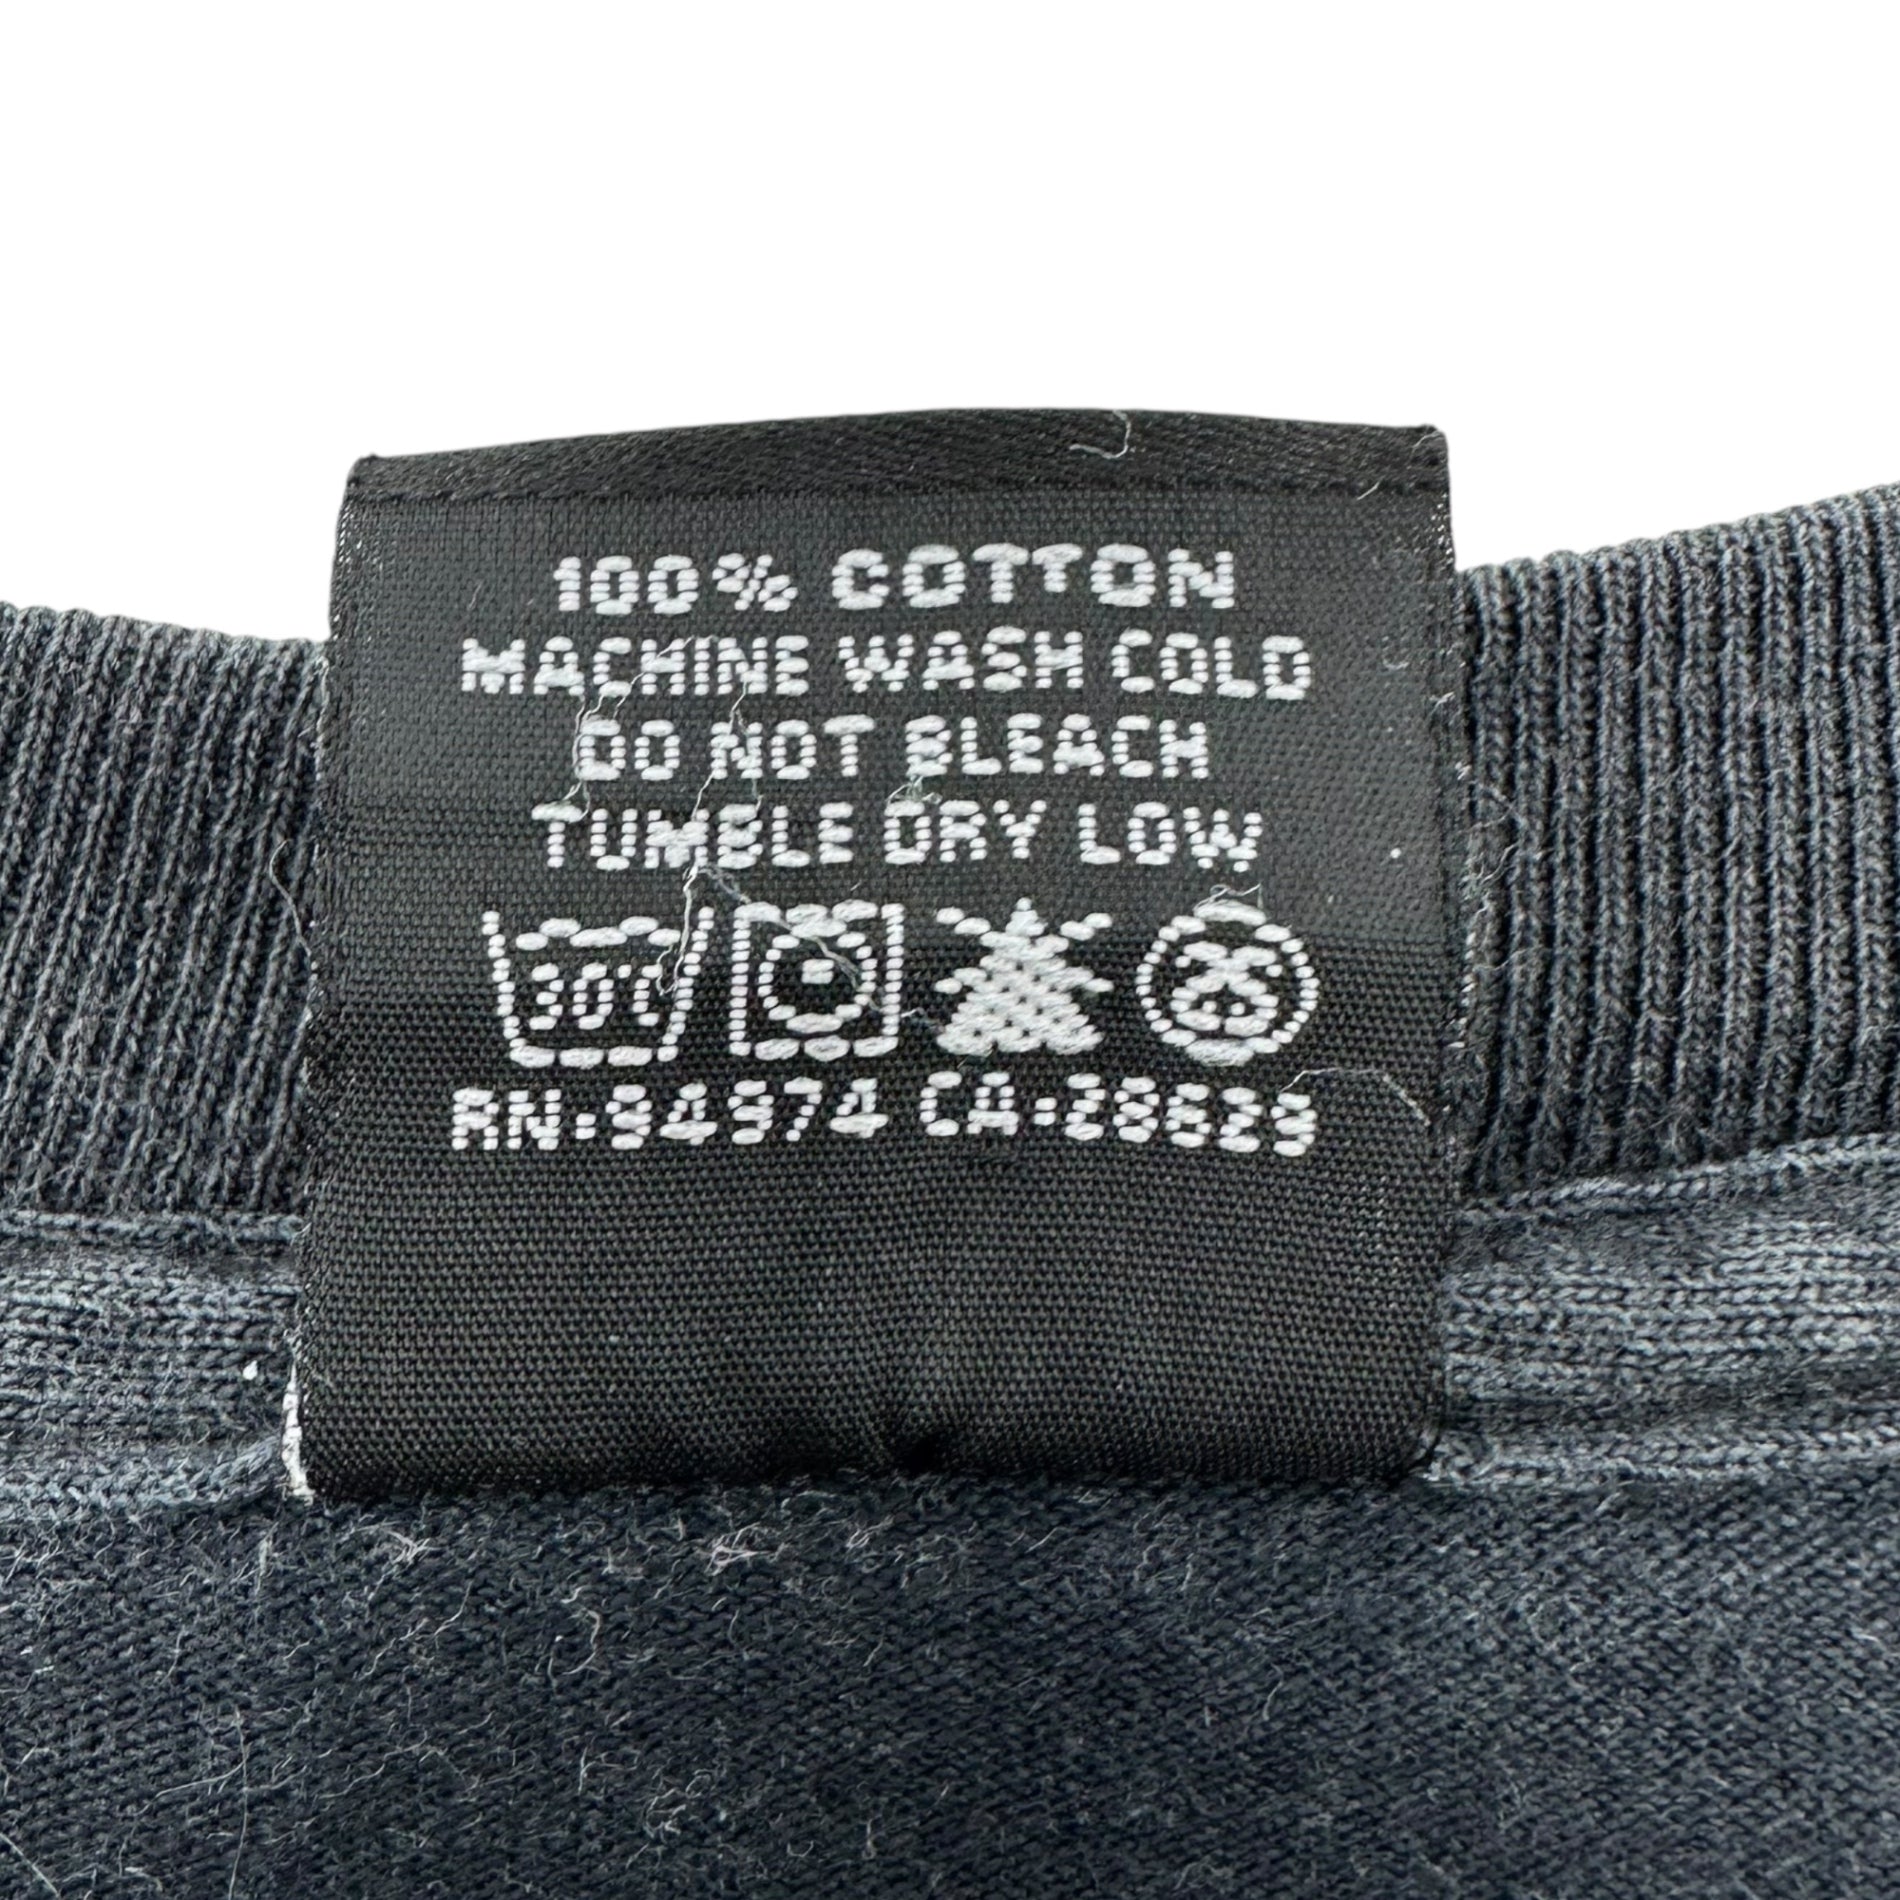 100% COTTON
MACHINE WASH COLD
DO NOT BLEACH
TUMBLE DRY LOW
30°C
RN:94974 CA:28629